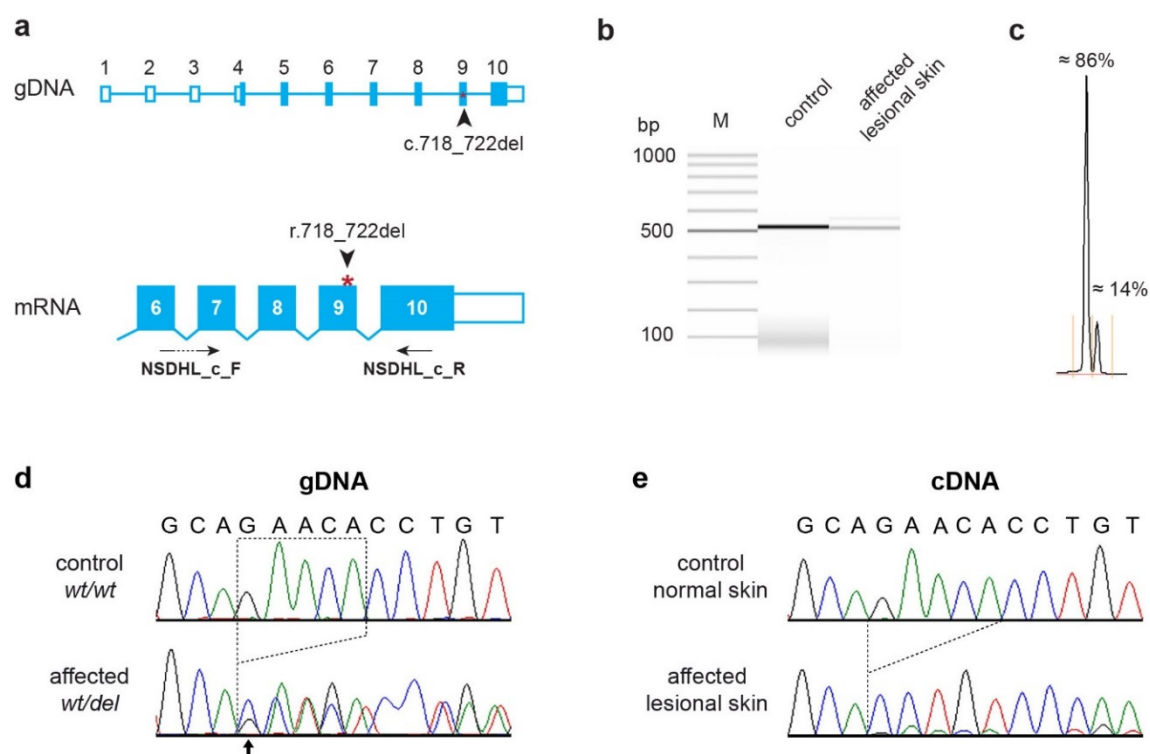 a
gDNA
1 2 3 4 5 6 7 8 9 10
c.718_722del
r.718_722del
mRNA
6 7 8 9 10
NSDHL_c_F
NSDHL_c_R
b
bp
M
control
affected
lesional skin
1000
500
100
c
≈ 86%
≈ 14%
d
gDNA
G C A G A A C A C C T G T
control
wt/wt
affected
wt/del
e
cDNA
G C A G A A C A C C T G T
control
normal skin
affected
lesional skin